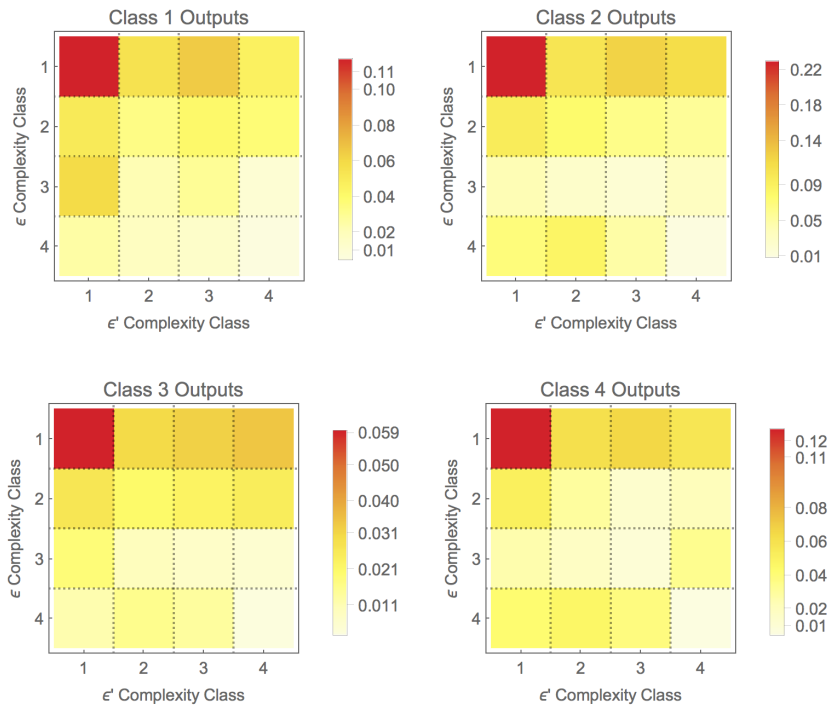 Class 1 Outputs
ϵ Complexity Class
1
2
3
4
1 2 3 4
ϵ' Complexity Class
0.11
0.10
0.08
0.06
0.04
0.02
0.01
Class 2 Outputs
ϵ Complexity Class
1
2
3
4
1 2 3 4
ϵ' Complexity Class
0.22
0.18
0.14
0.09
0.05
0.01
Class 3 Outputs
ϵ Complexity Class
1
2
3
4
1 2 3 4
ϵ' Complexity Class
0.059
0.050
0.040
0.031
0.021
0.011
Class 4 Outputs
ϵ Complexity Class
1
2
3
4
1 2 3 4
ϵ' Complexity Class
0.12
0.11
0.08
0.06
0.04
0.02
0.01